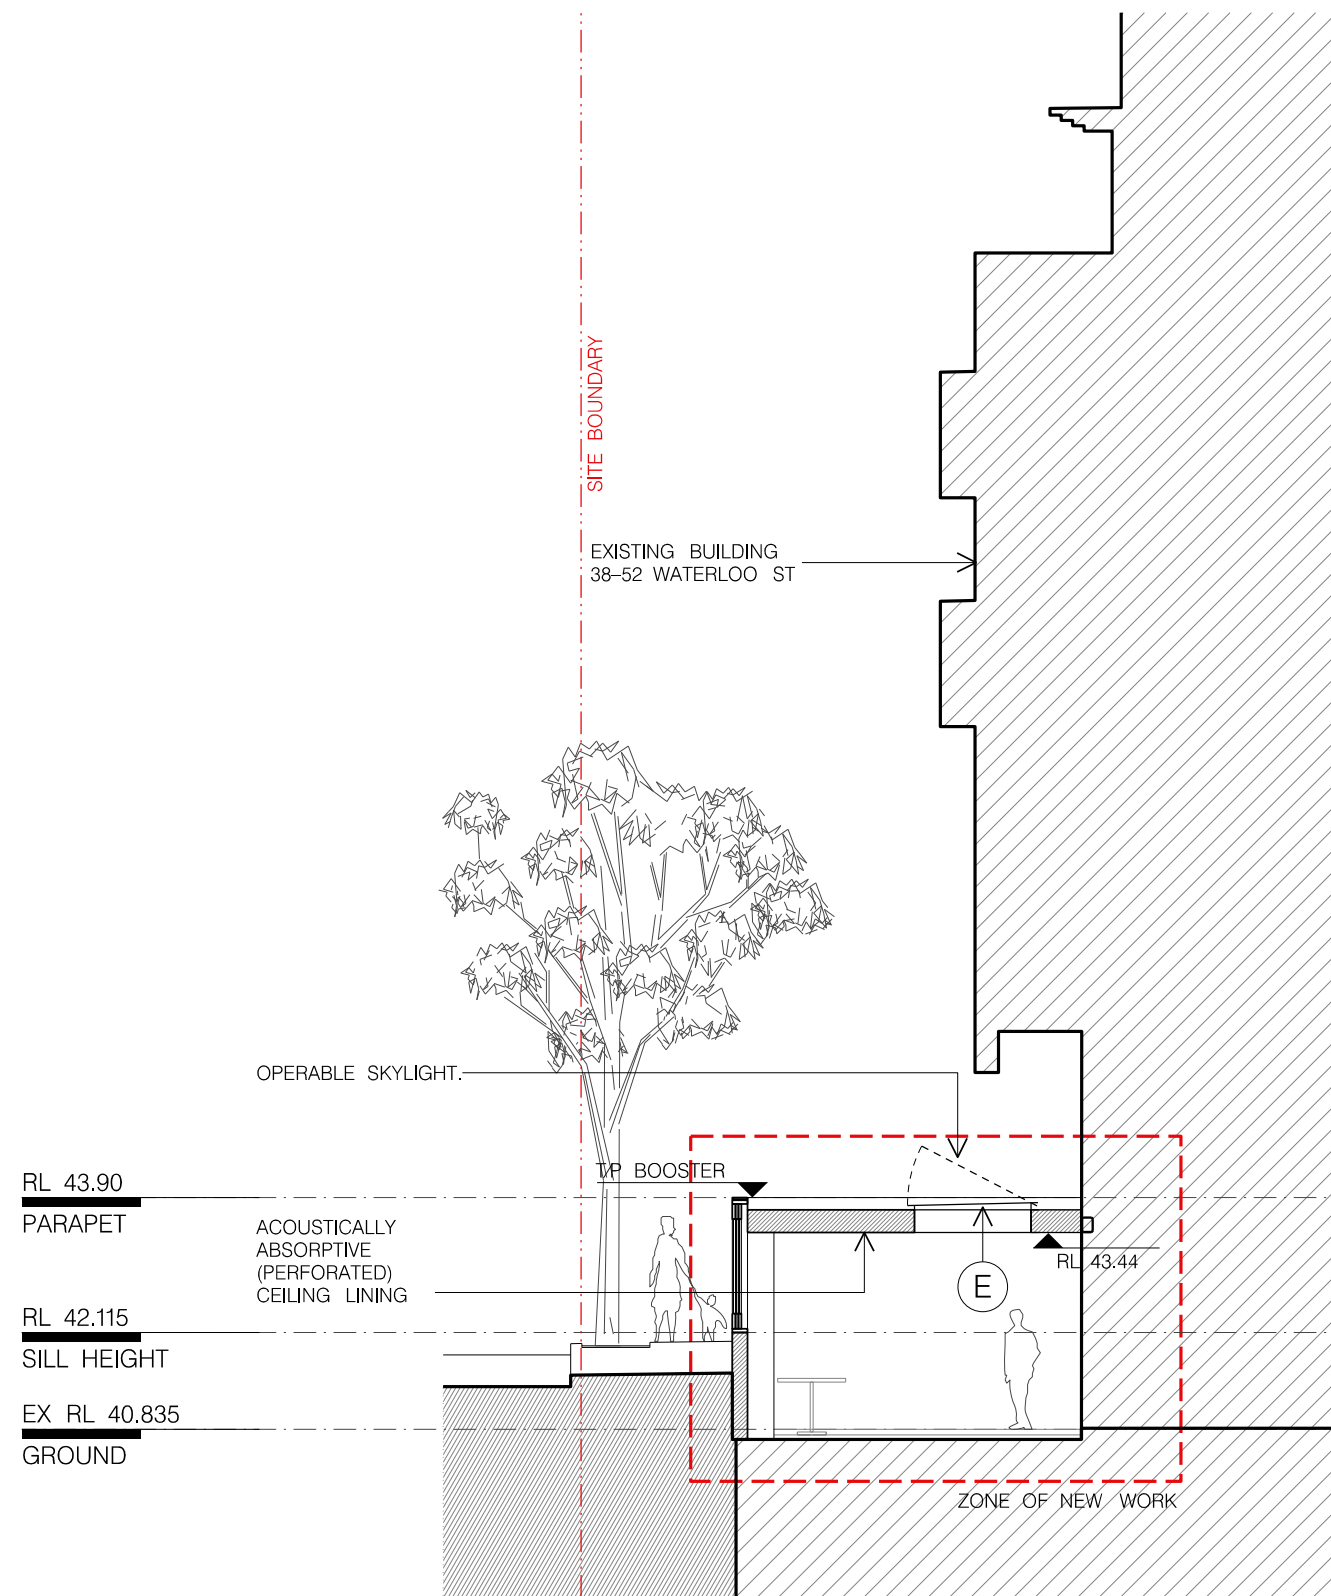 SITE BOUNDARY
EXISTING BUILDING
38–52 WATERLOO ST
OPERABLE SKYLIGHT.
T/P BOOSTER
RL 43.90
PARAPET
ACOUSTICALLY
ABSORPTIVE
(PERFORATED)
CEILING LINING
RL 43.44
E
RL 42.115
SILL HEIGHT
EX RL 40.835
GROUND
ZONE OF NEW WORK